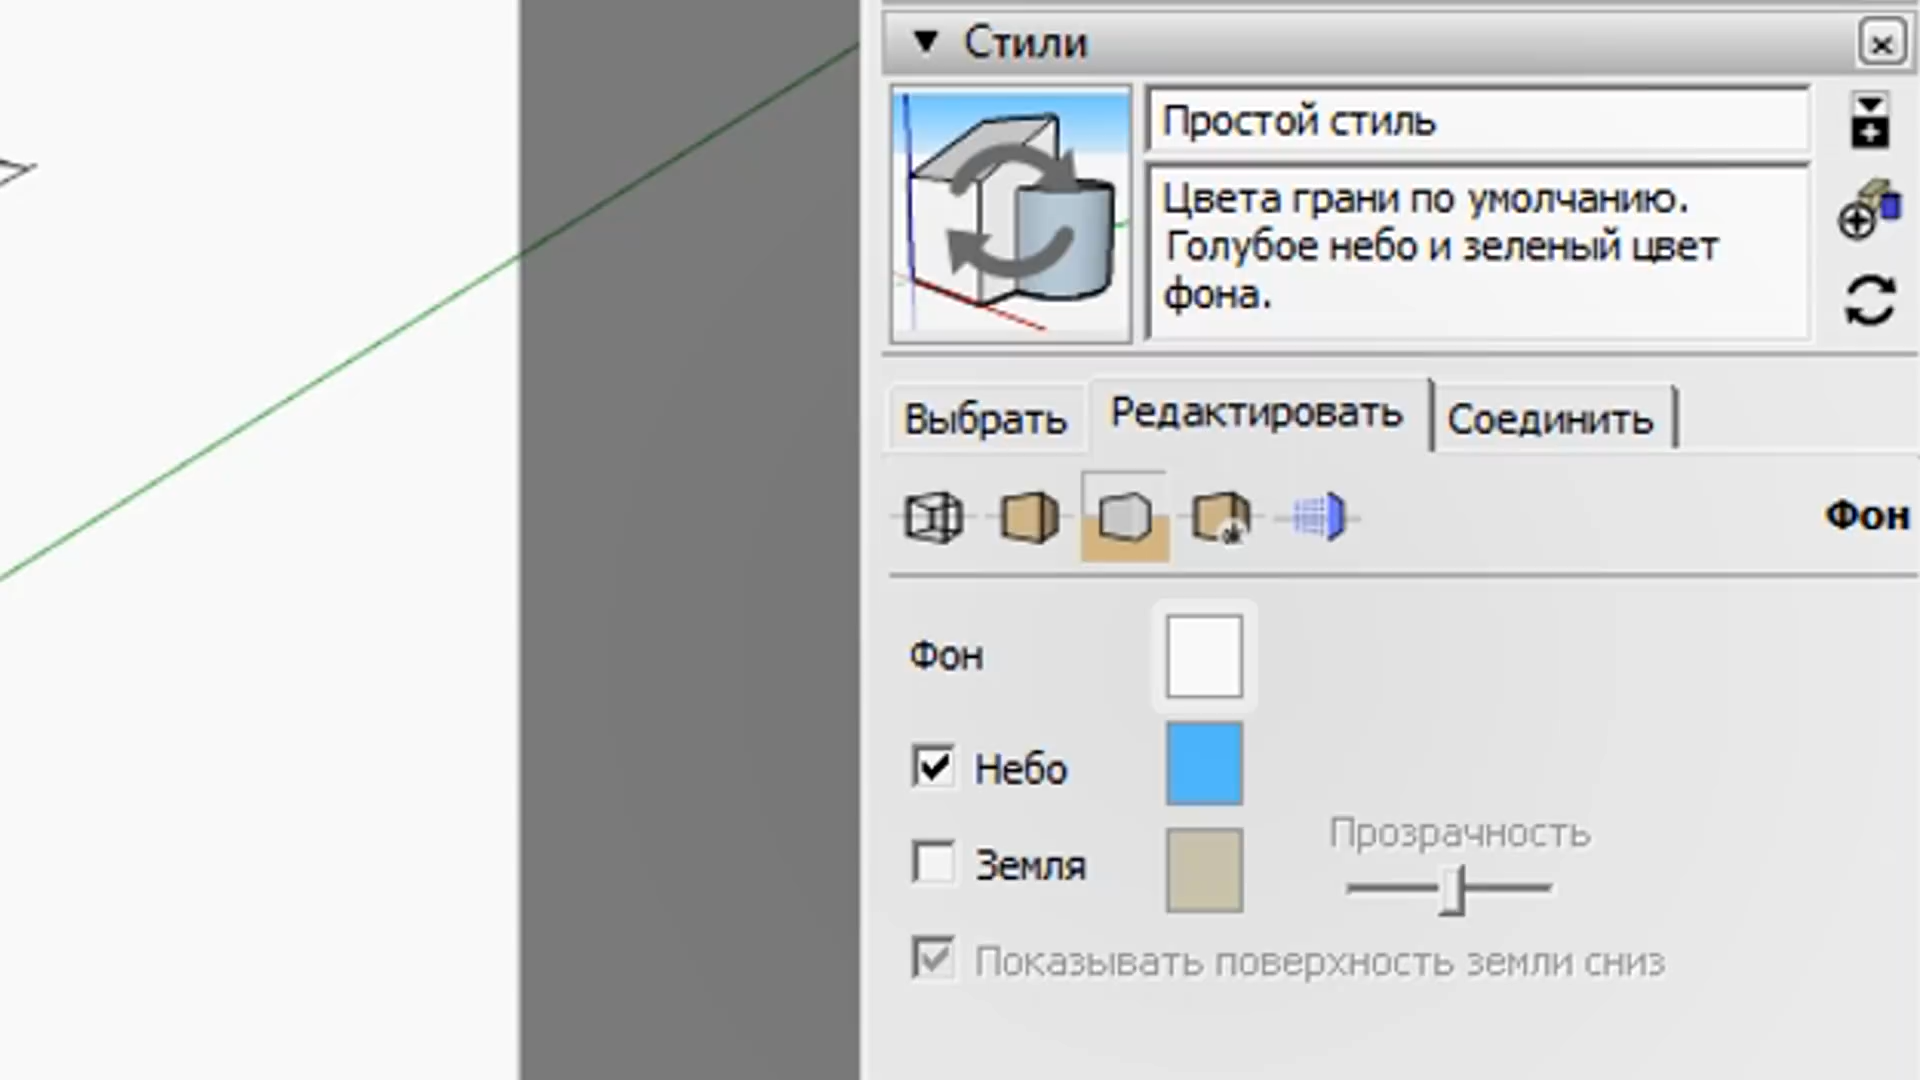 Стили
Простой стиль
Цвета грани по умолчанию.
Голубое небо и зеленый цвет
фона.
Выбрать
Редактировать
Соединить
Фон
Фон
Небо
Земля
Прозрачность
Показывать поверхность земли сниз